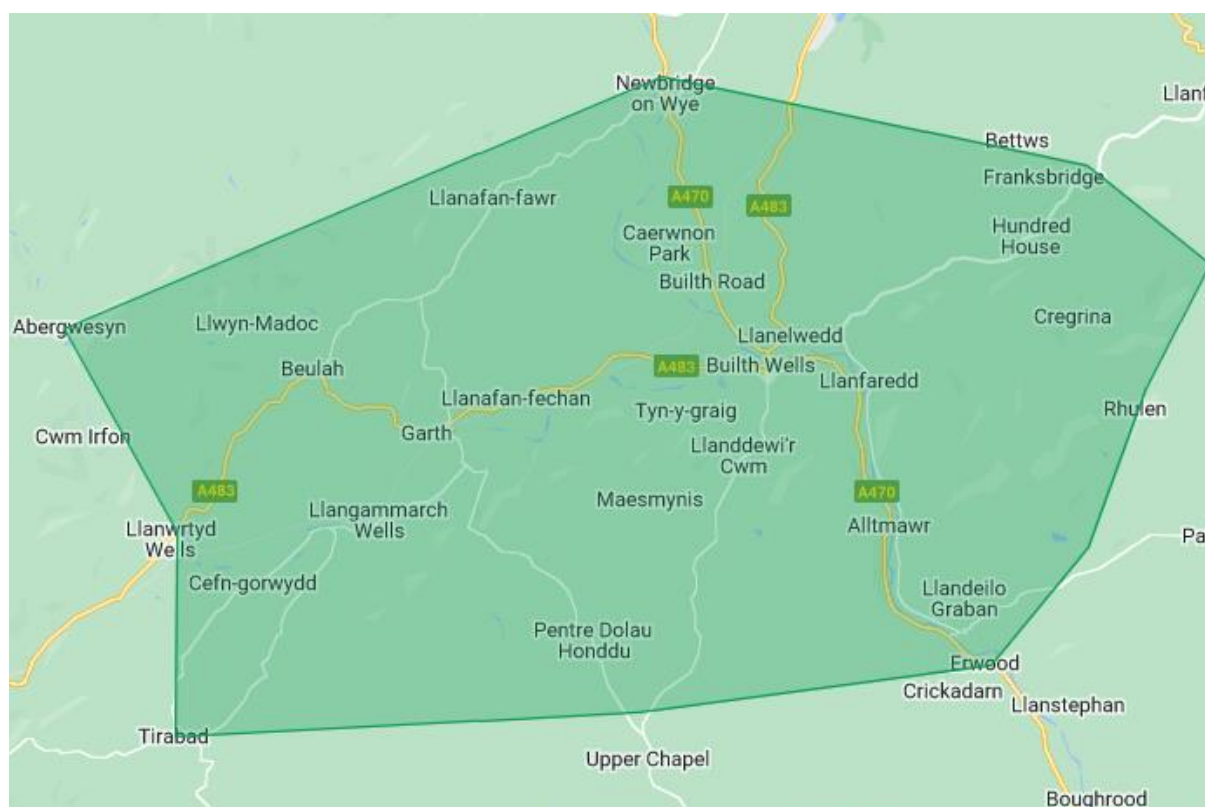 Newbridge
on Wye
Llanf
Bettws
Franksbridge
Llanafan-fawr
A470
A483
Hundred
House
Caerwnon
Park
Builth Road
Abergwesyn
Llwyn-Madoc
Cregrina
Llanelwedd
Beulah
A483
Builth Wells
Llanfaredd
Llanafan-fechan
Tyn-y-graig
Rhulen
Cwm Irfon
Garth
Llanddewi'r
Cwm
A483
Maesmynis
A470
Llangammarch
Wells
Alltmawr
Llanwrtyd
Wells
Pa
Cefn-gorwydd
Llandeilo
Graban
Pentre Dolau
Honddu
Erwood
Crickadarn
Llanstephan
Tirabad
Upper Chapel
Boughrood